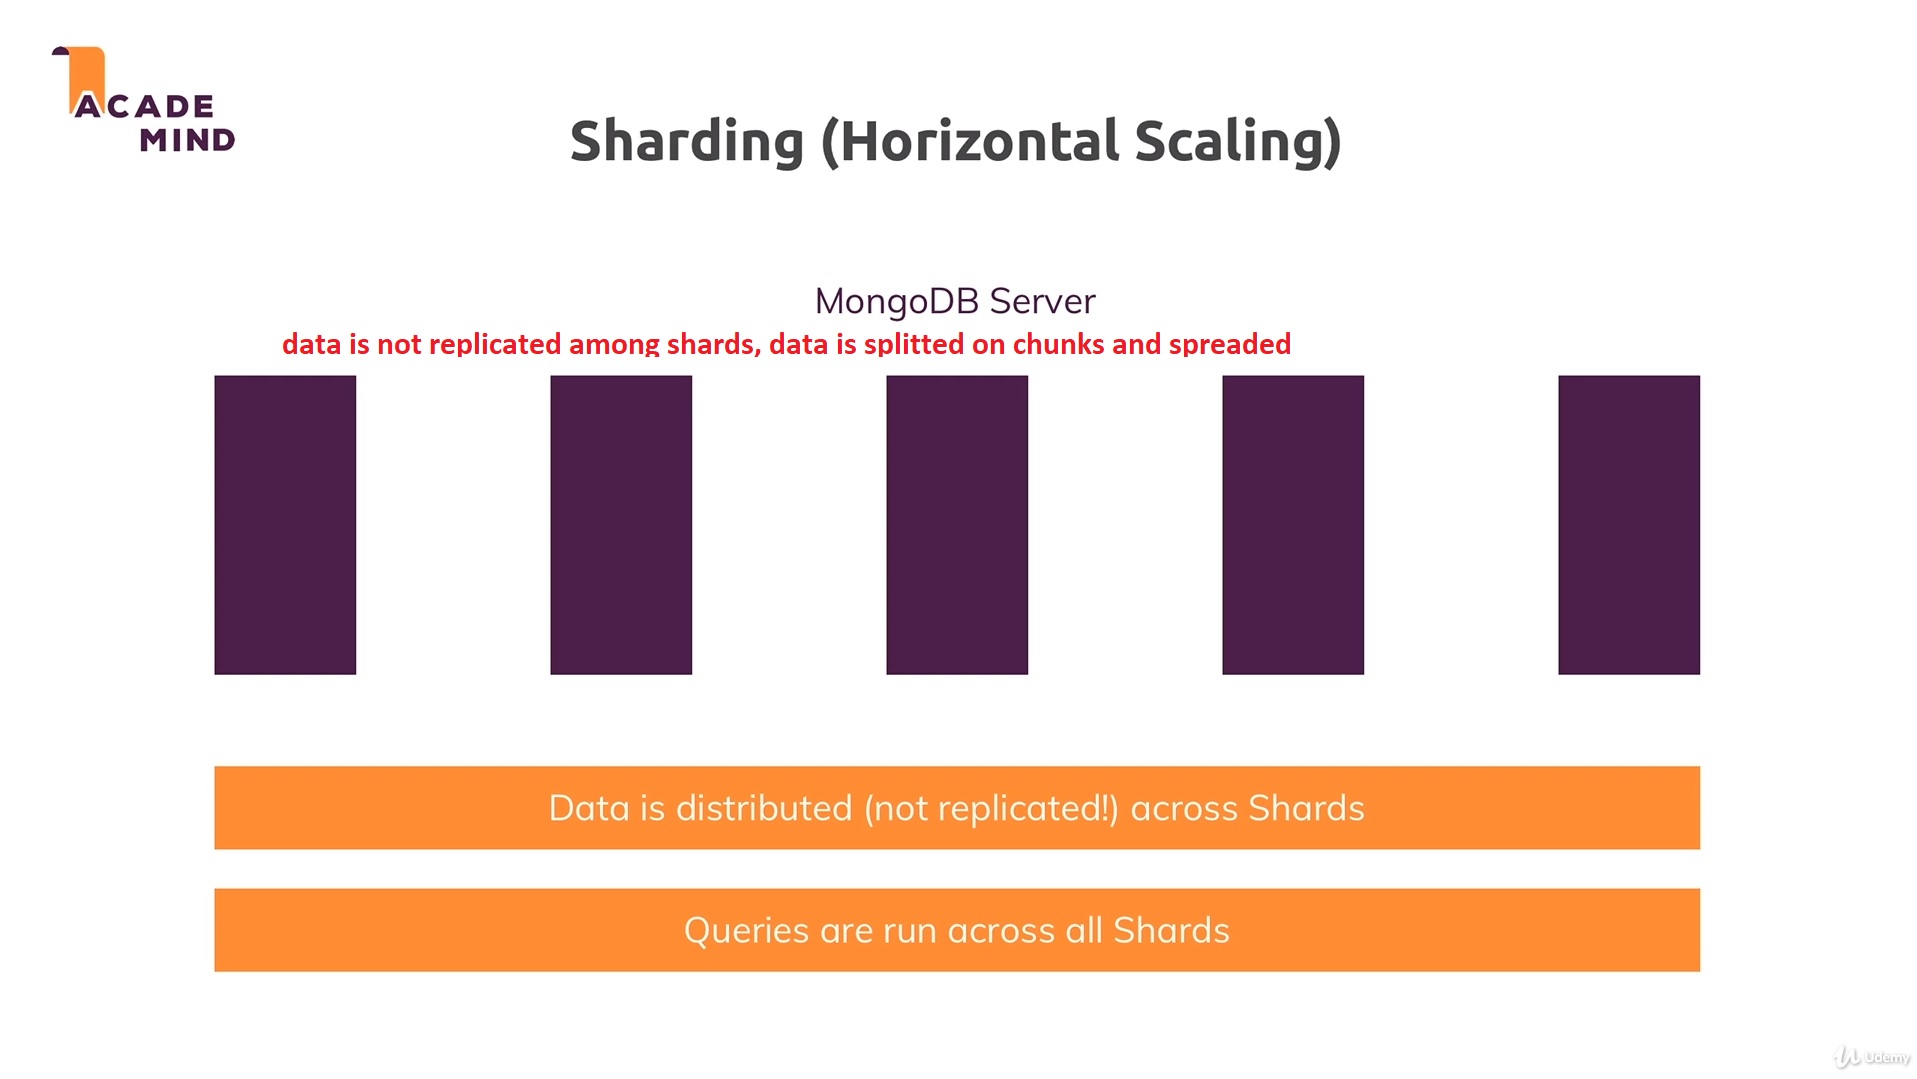 ACADE
MIND
Sharding (Horizontal Scaling)
MongoDB Server
data is not replicated among shards, data is splitted on chunks and spreaded
Data is distributed (not replicated!) across Shards
Queries are run across all Shards
Udemy